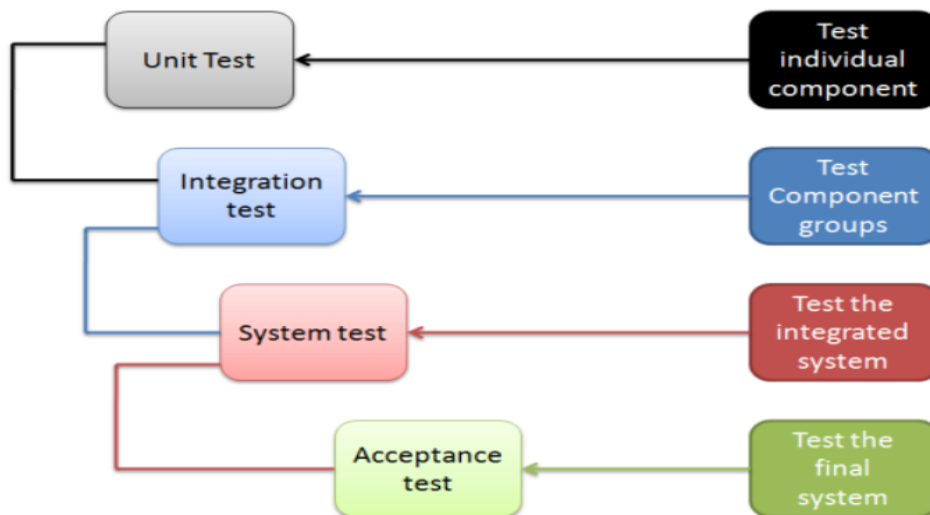 Unit Test
Test
individual
component
Integration
test
Test
Component
groups
System test
Test the
integrated
system
Acceptance
test
Test the
final
system